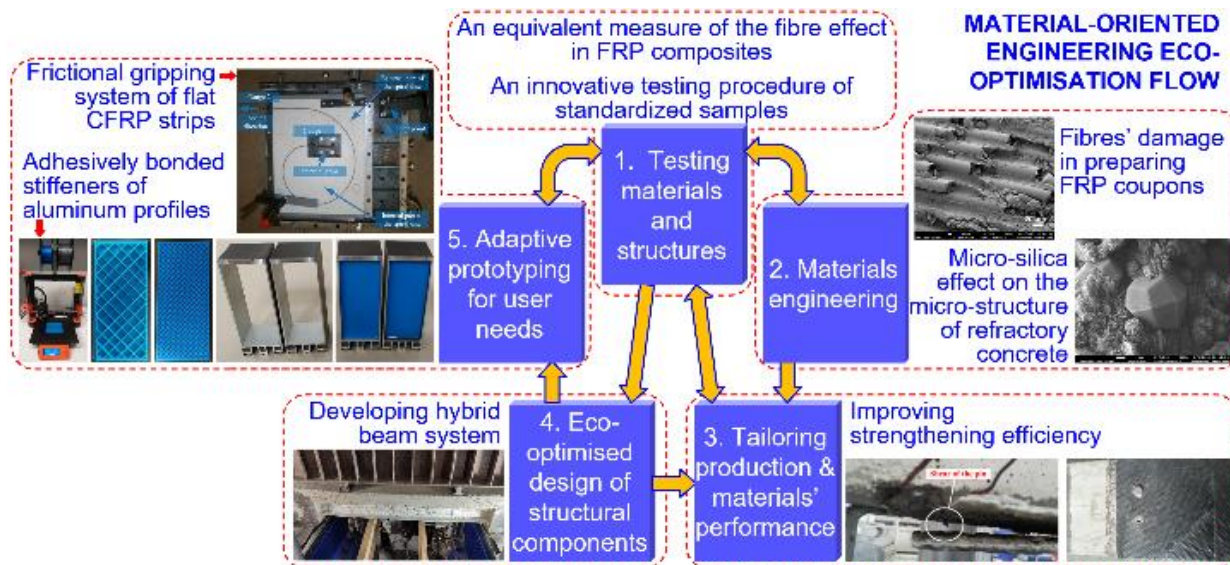 An equivalent measure of the fibre effect
in FRP composites
An innovative testing procedure of
standardized samples
MATERIAL-ORIENTED
ENGINEERING ECO-
OPTIMISATION FLOW
Frictional gripping
system of flat
CFRP strips
Adhesively bonded
stiffeners of
aluminum profiles
1. Testing
materials
and
structures
Fibres' damage
in preparing
FRP coupons
5. Adaptive
prototyping
for user
needs
2. Materials
engineering
Micro-silica
effect on the
micro-structure
of refractory
concrete
Developing hybrid
beam system
4. Eco-
optimised
design of
structural
components
3. Tailoring
production &
materials'
performance
Improving
strengthening efficiency